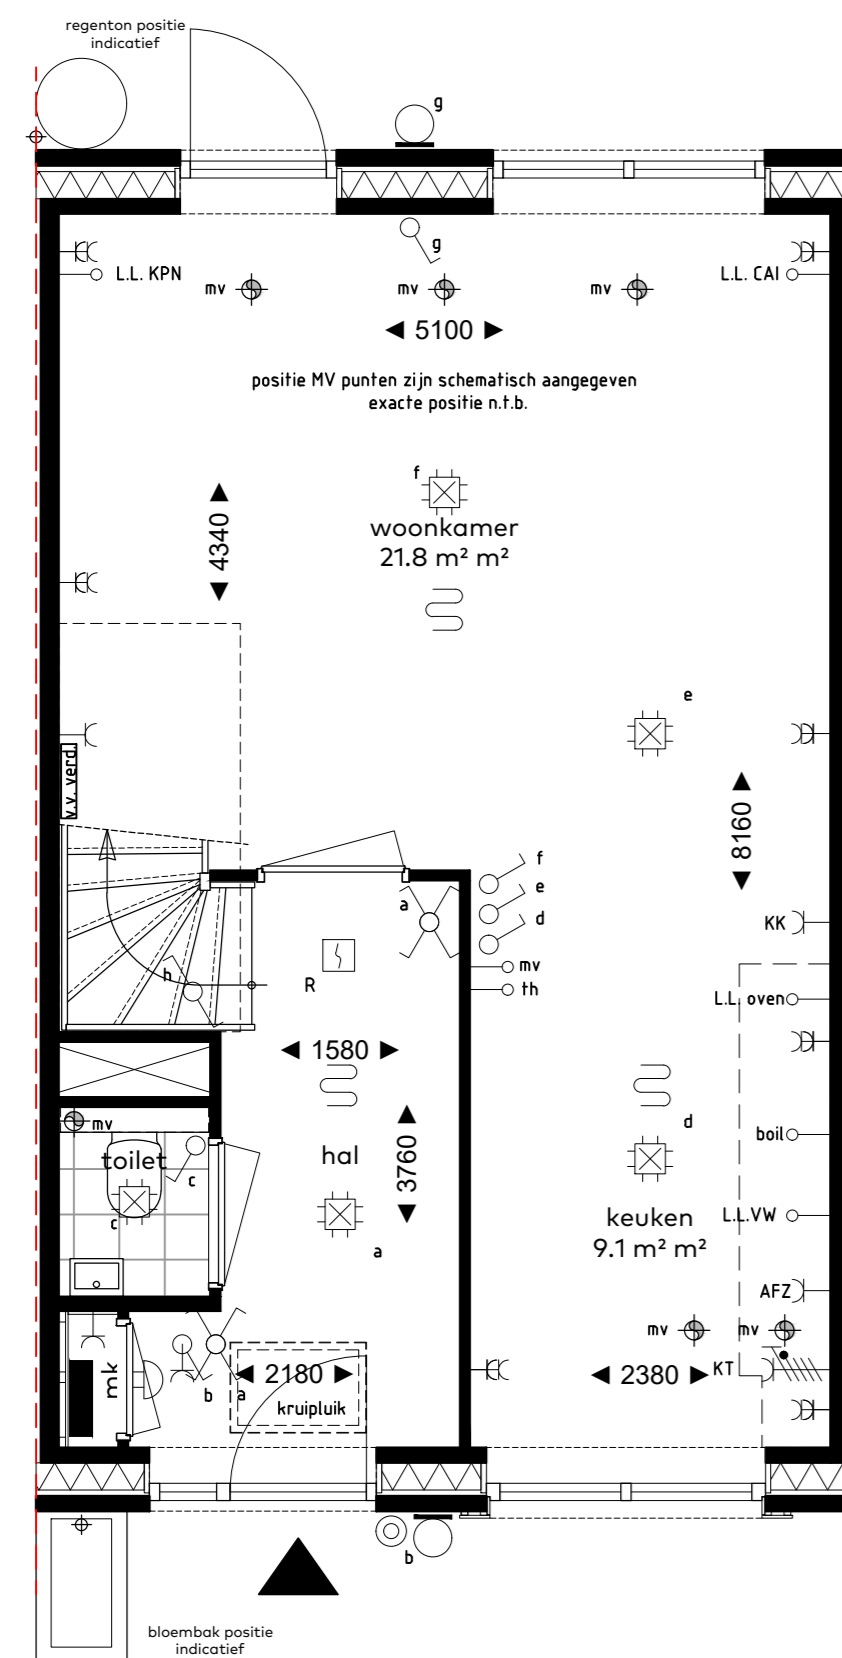 regenton positie
indicatief
g
g
L.L. KPN
mv
mv
mv
L.L. CAI
5100
positie MV punten zijn schematisch aangegeven
exacte positie n.t.b.
f
4340
woonkamer
21.8 m² m²
e
v.v. verd.
8160
f
a
e
d
KK
h
R
mv
th
L.L. oven
1580
mv
toilet
c
c
hal
3760
a
d
boil
keuken
9.1 m² m²
L.L.VW
AFZ
mv
mv
mk
b
a
2180
kruipluik
2380
KT
b
bloembak positie
indicatief